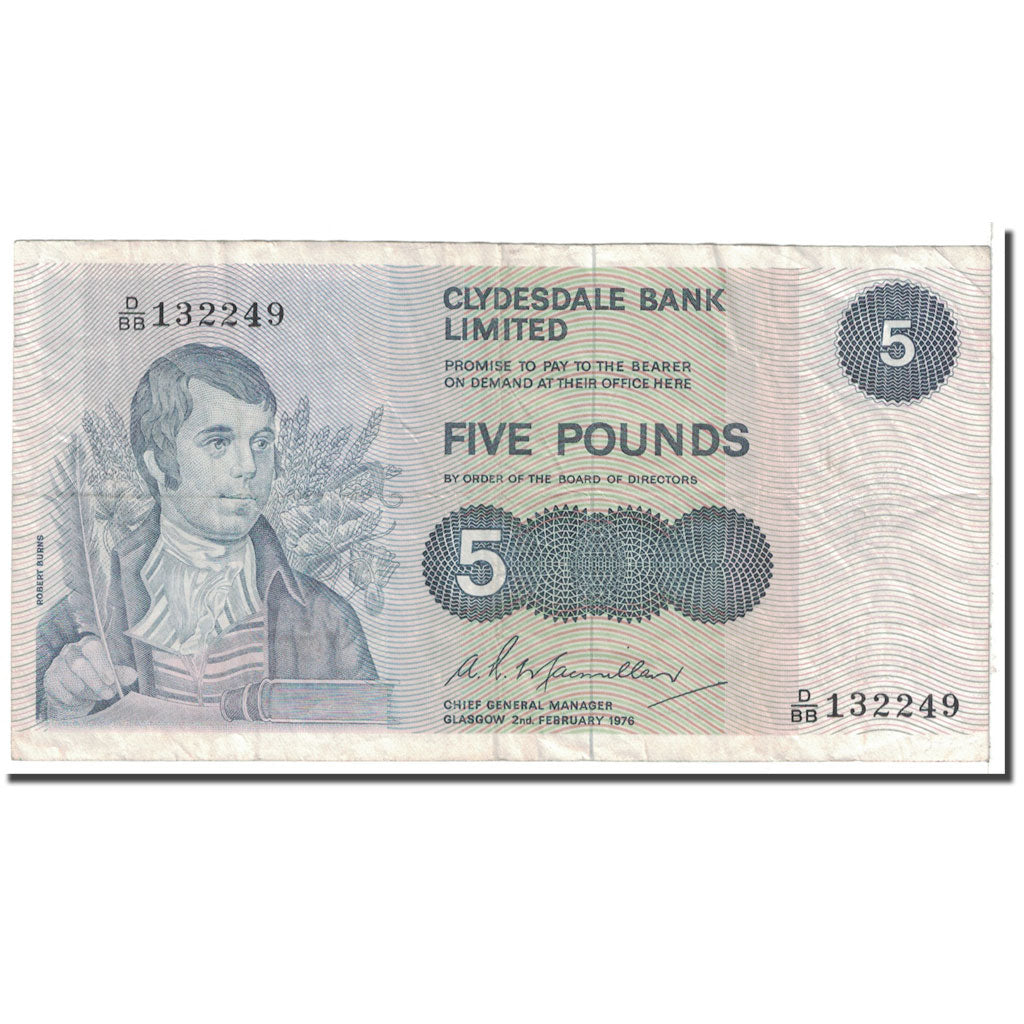 D/BB 132249
CLYDESDALE BANK
LIMITED
PROMISE TO PAY TO THE BEARER
ON DEMAND AT THEIR OFFICE HERE
5
FIVE POUNDS
BY ORDER OF THE BOARD OF DIRECTORS
5
ROBERT BURNS
A. R. Macmillan
CHIEF GENERAL MANAGER
GLASGOW 2nd. FEBRUARY 1976
D/BB 132249